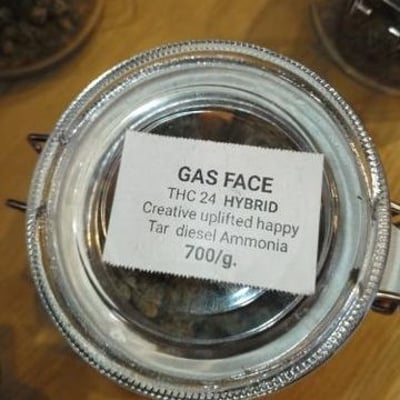 GAS FACE
THC 24 HYBRID
Creative uplifted happy
Tar diesel Ammonia
700/g.